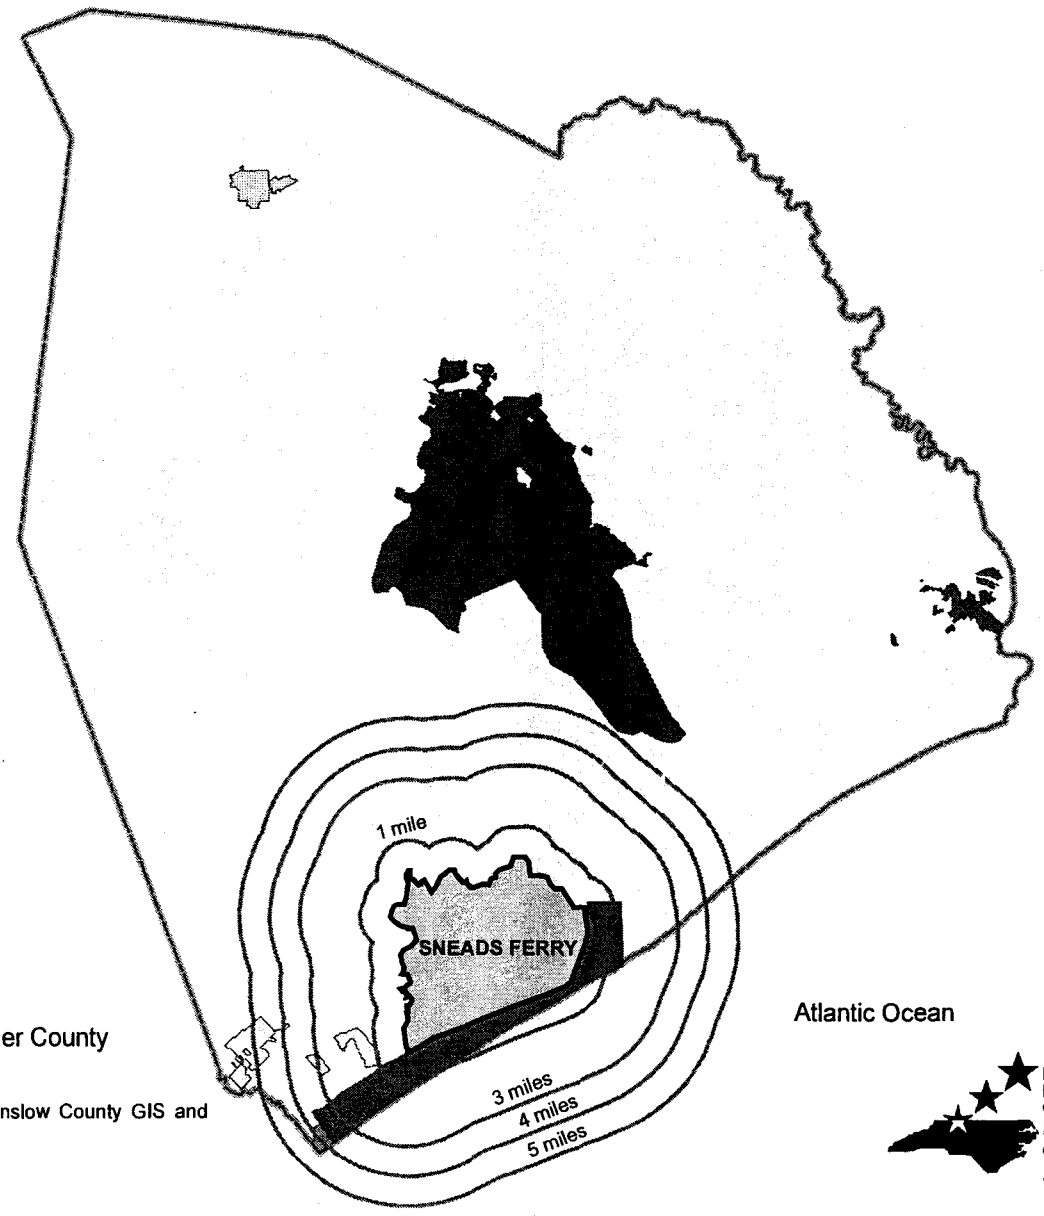 1 mile
SNEADS FERRY
Atlantic Ocean
er County
nslow County GIS and
3 miles
4 miles
5 miles